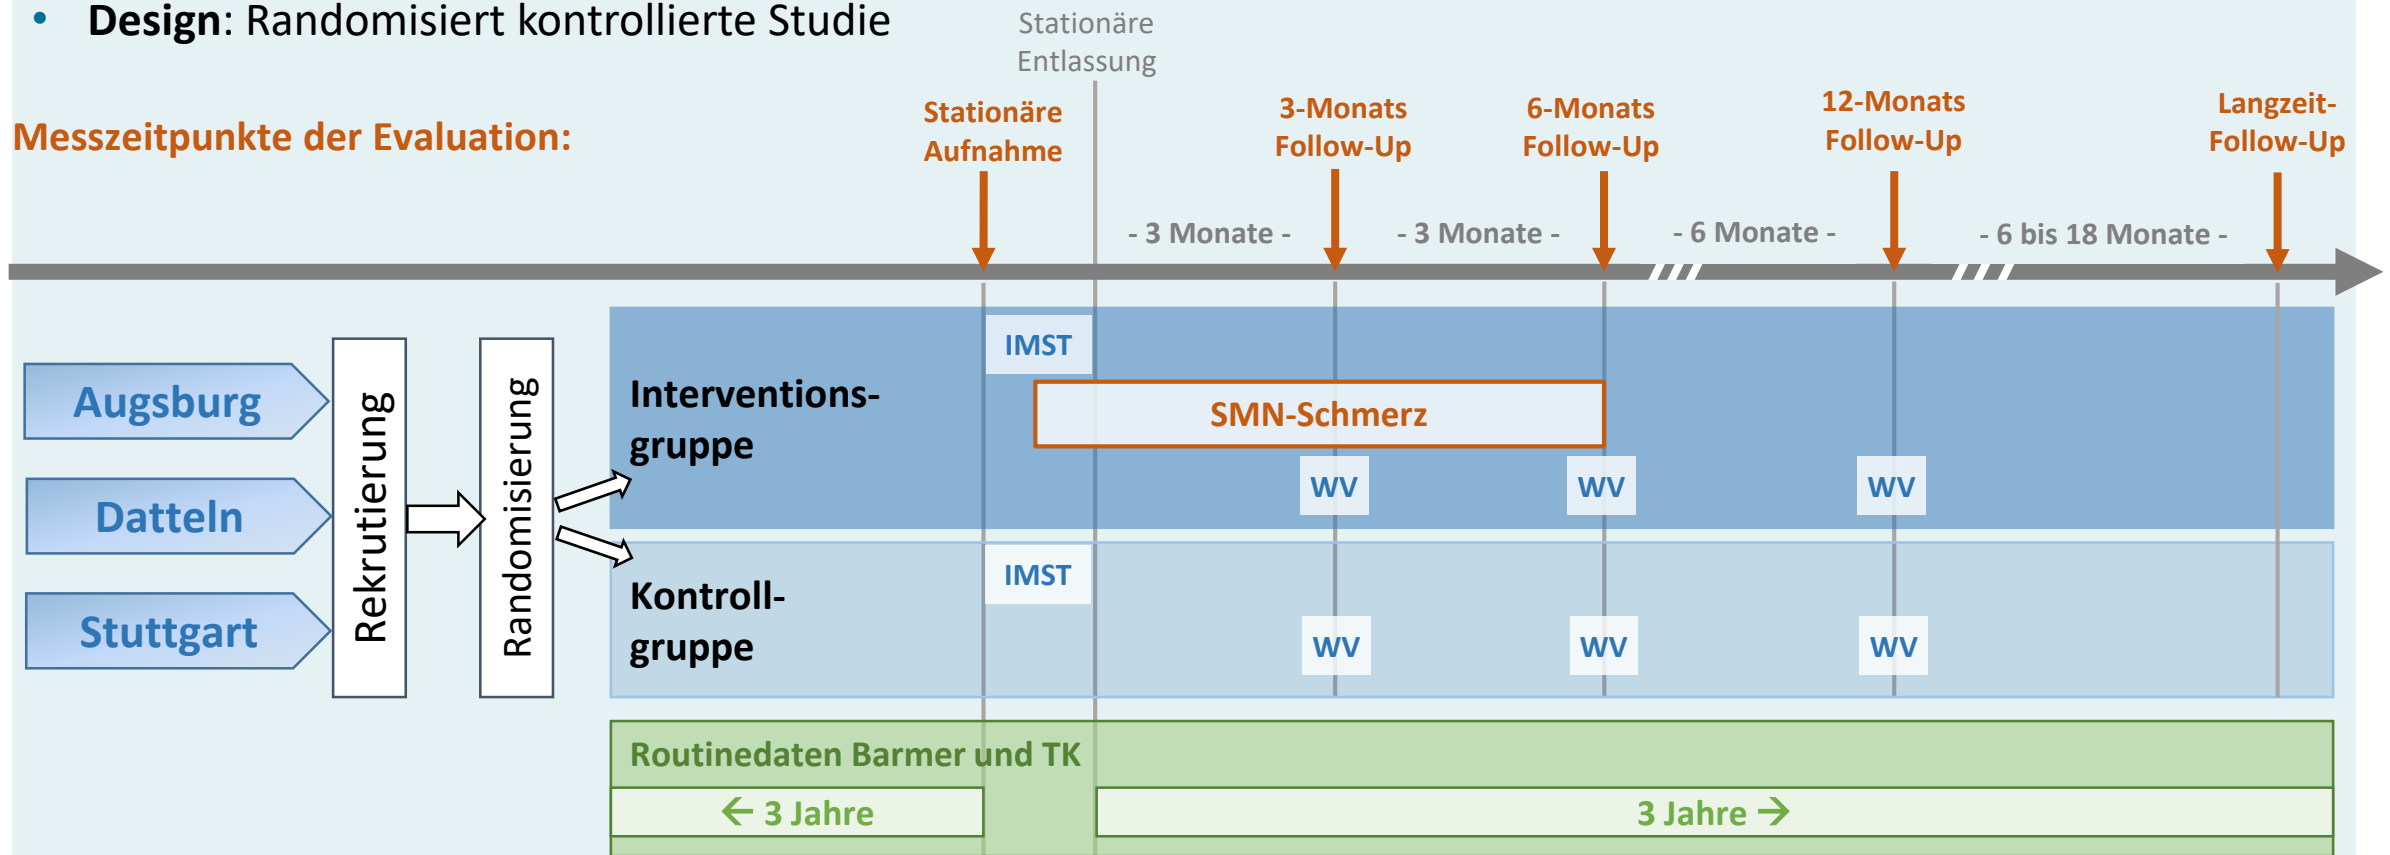 • Design: Randomisiert kontrollierte Studie
Stationäre
Entlassung
Messzeitpunkte der Evaluation:
Stationäre
Aufnahme
3-Monats
Follow-Up
6-Monats
Follow-Up
12-Monats
Follow-Up
Langzeit-
Follow-Up
- 3 Monate -
- 3 Monate -
- 6 Monate -
- 6 bis 18 Monate -
Augsburg
Datteln
Stuttgart
Rekrutierung
Randomisierung
Interventions-
gruppe
IMST
SMN-Schmerz
WV
WV
WV
Kontroll-
gruppe
IMST
WV
WV
WV
Routinedaten Barmer und TK
← 3 Jahre
3 Jahre →